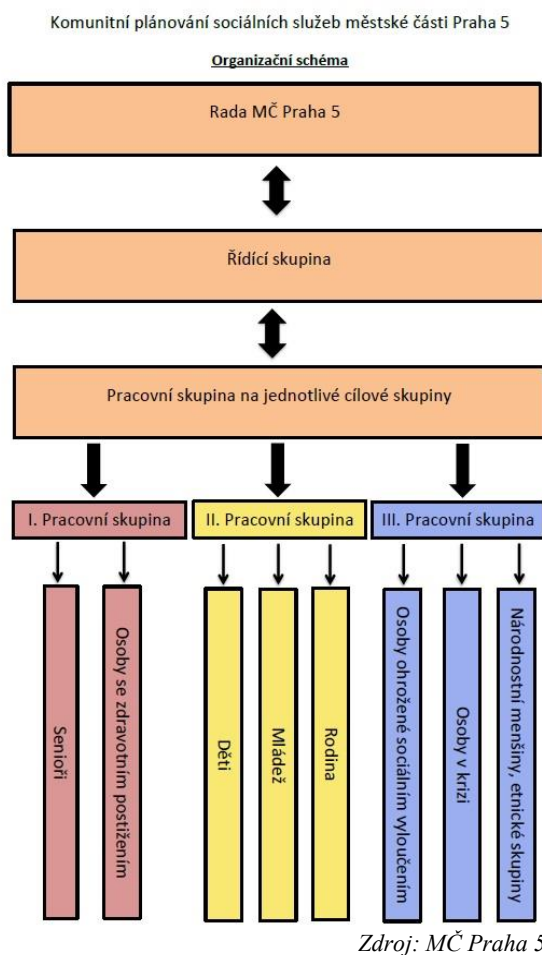 Komunitní plánování sociálních služeb městské části Praha 5
Organizační schéma
Rada MČ Praha 5
Řídící skupina
Pracovní skupina na jednotlivé cílové skupiny
I. Pracovní skupina
II. Pracovní skupina
III. Pracovní skupina
Senioři
Osoby se zdravotním postižením
Děti
Mládež
Rodina
Osoby ohrožené sociálním vyloučením
Osoby v krizi
Národnostní menšiny, etnické skupiny
Zdroj: MČ Praha 5